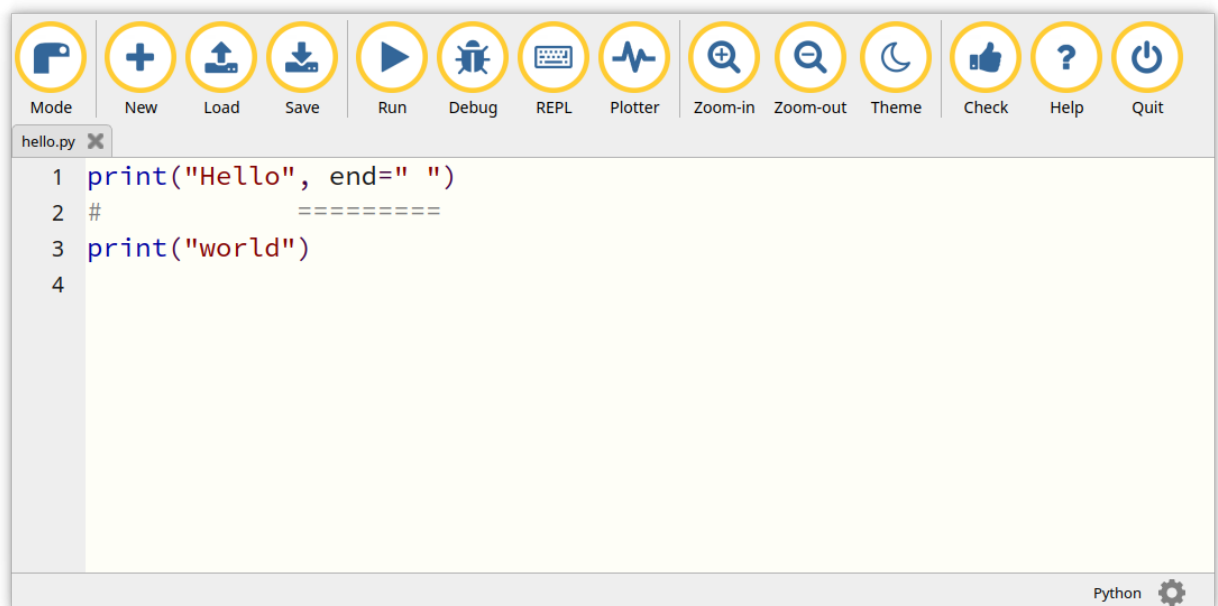 Mode New Load Save Run Debug REPL Plotter Zoom-in Zoom-out Theme Check Help Quit
hello.py
1 print("Hello", end=" ")
2 #            =========
3 print("world")
4
Python